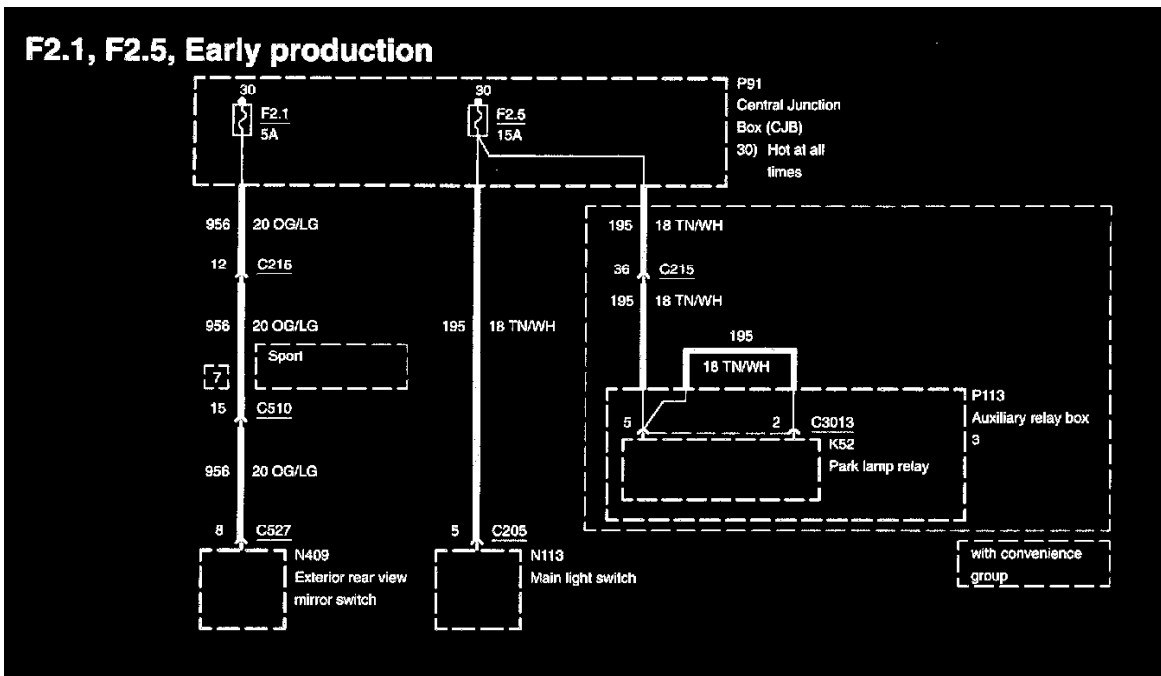 F2.1, F2.5, Early production
30
F2.1
5A
30
F2.5
15A
P91
Central Junction
Box (CJB)
30) Hot at all
times
956 20 OG/LG
12 C216
956 20 OG/LG
Sport
7
15 C510
956 20 OG/LG
8 C527
N409
Exterior rear view
mirror switch
195 18 TN/WH
5 C205
N113
Main light switch
195 18 TN/WH
36 C215
195 18 TN/WH
195
18 TN/WH
P113
Auxiliary relay box
3
5 2 C3013
K52
Park lamp relay
with convenience
group